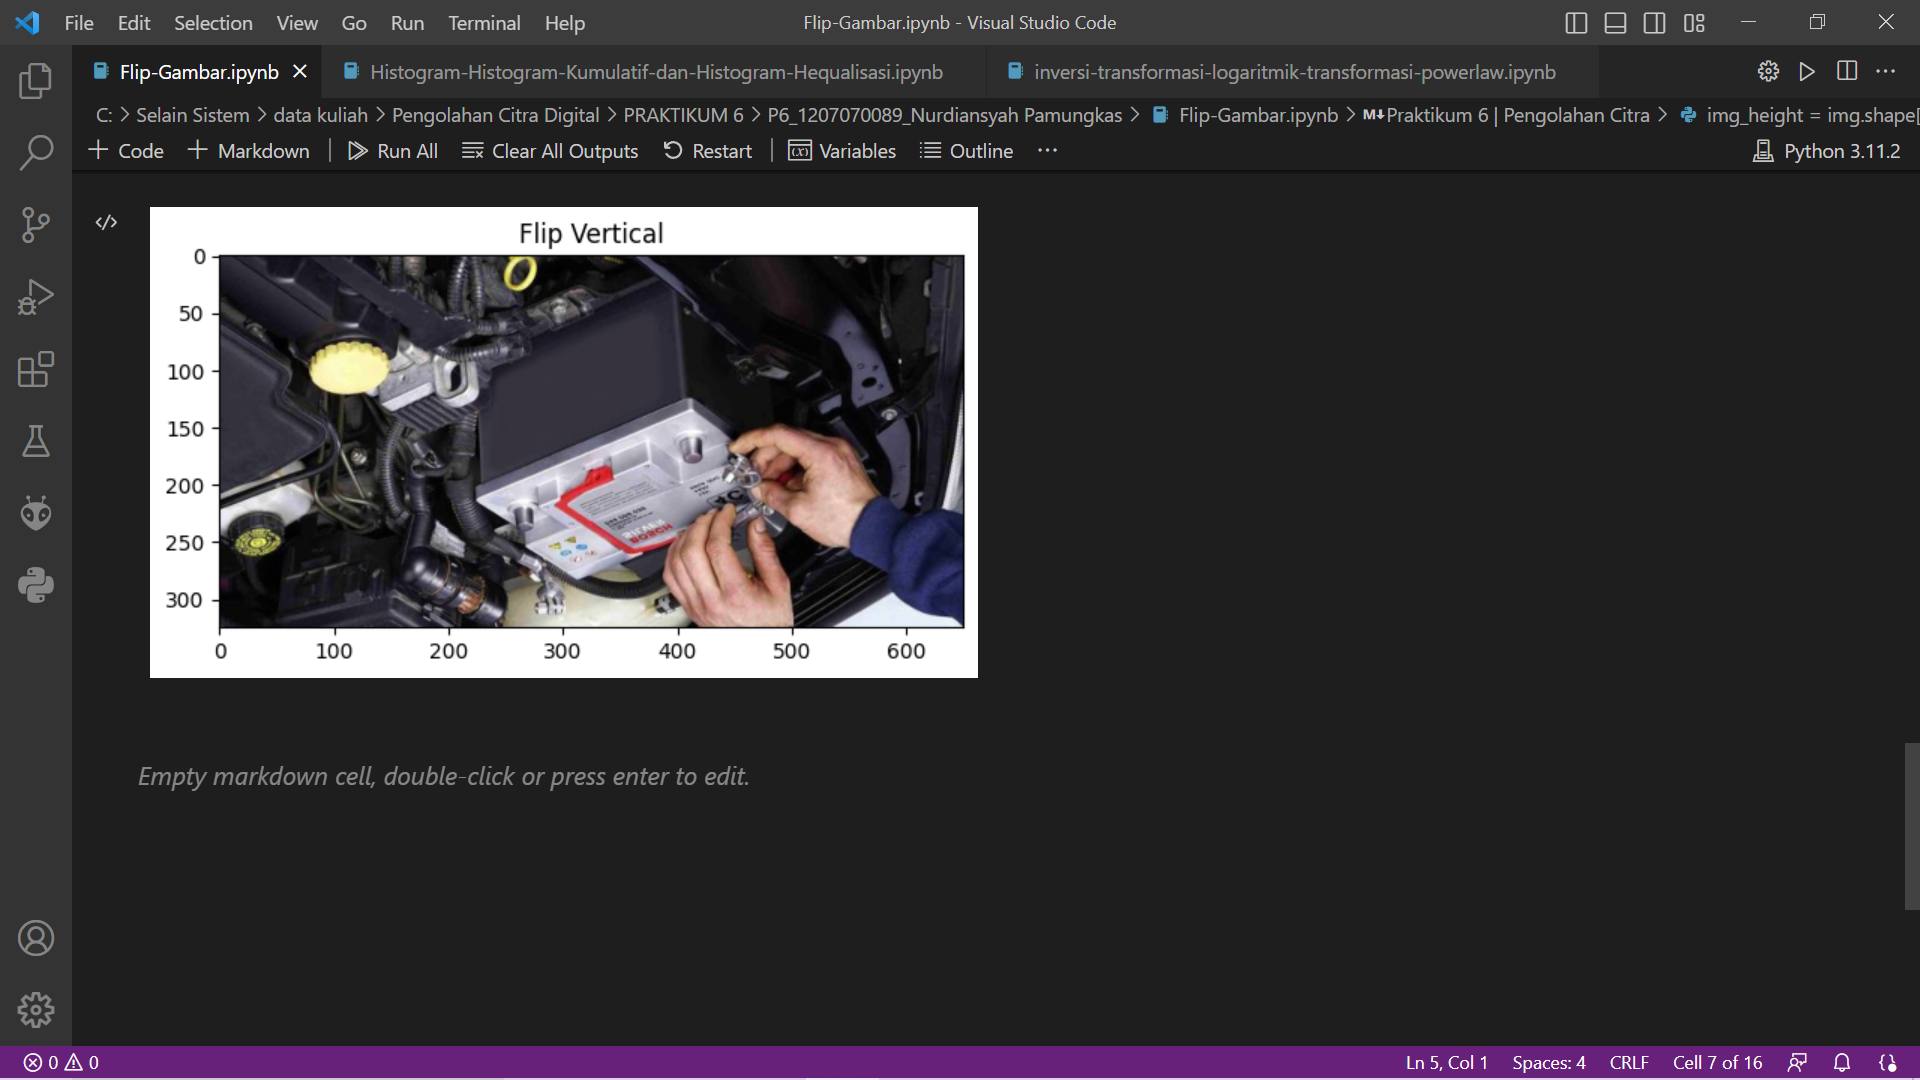 File Edit Selection View Go Run Terminal Help
Flip-Gambar.ipynb - Visual Studio Code
Flip-Gambar.ipynb
Histogram-Histogram-Kumulatif-dan-Histogram-Hequalisasi.ipynb
inversi-transformasi-logaritmik-transformasi-powerlaw.ipynb
C: > Selain Sistem > data kuliah > Pengolahan Citra Digital > PRAKTIKUM 6 > P6_1207070089_Nurdiansyah Pamungkas > Flip-Gambar.ipynb > M↓Praktikum 6 | Pengolahan Citra > img_height = img.shape[
+ Code + Markdown | Run All Clear All Outputs Restart | Variables Outline ...
Python 3.11.2
Flip Vertical
0
50
100
150
200
250
300
0 100 200 300 400 500 600
BOSCH
Empty markdown cell, double-click or press enter to edit.
0 0
Ln 5, Col 1 Spaces: 4 CRLF Cell 7 of 16